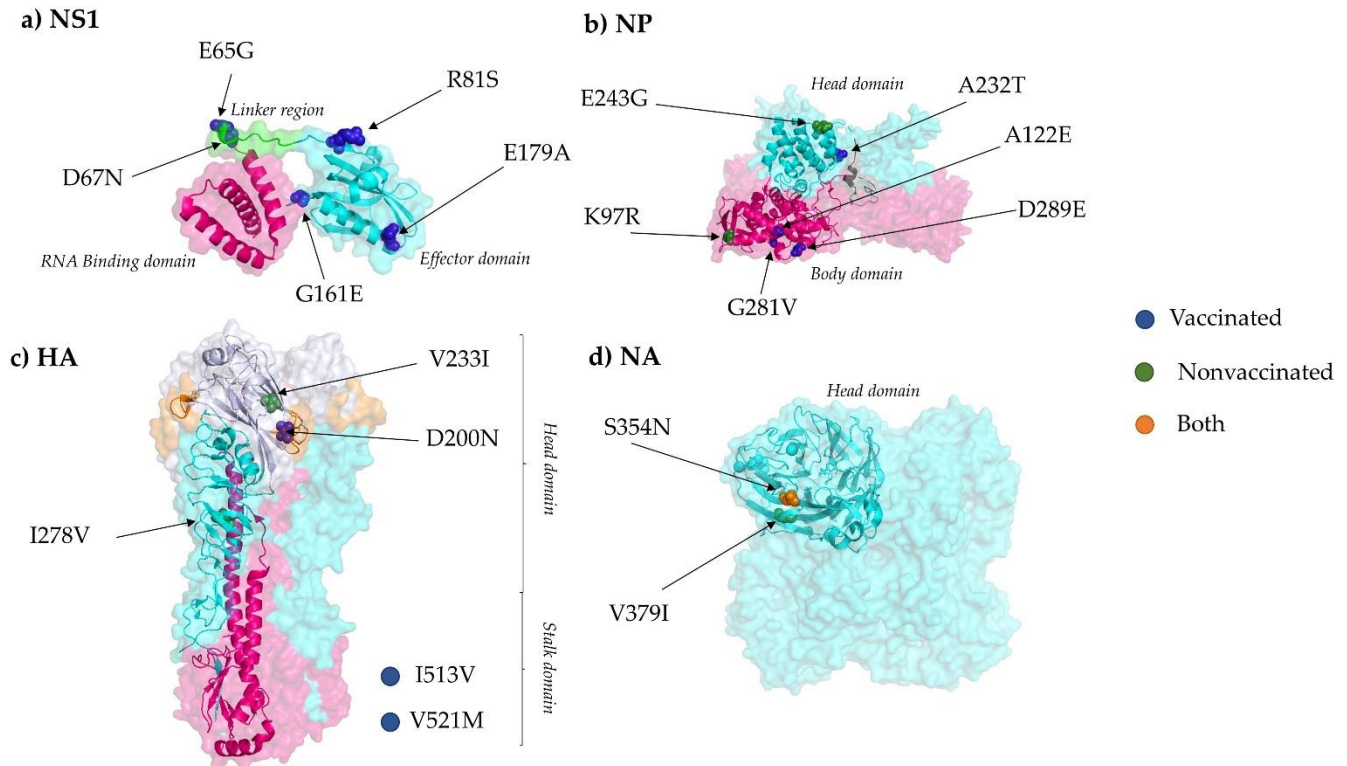 a) NS1
E65G
R81S
Linker region
E179A
D67N
RNA Binding domain
Effector domain
G161E
b) NP
Head domain
A232T
E243G
A122E
D289E
K97R
Body domain
G281V
c) HA
V233I
D200N
Head domain
I278V
Stalk domain
I513V
V521M
d) NA
Head domain
S354N
V379I
Vaccinated
Nonvaccinated
Both